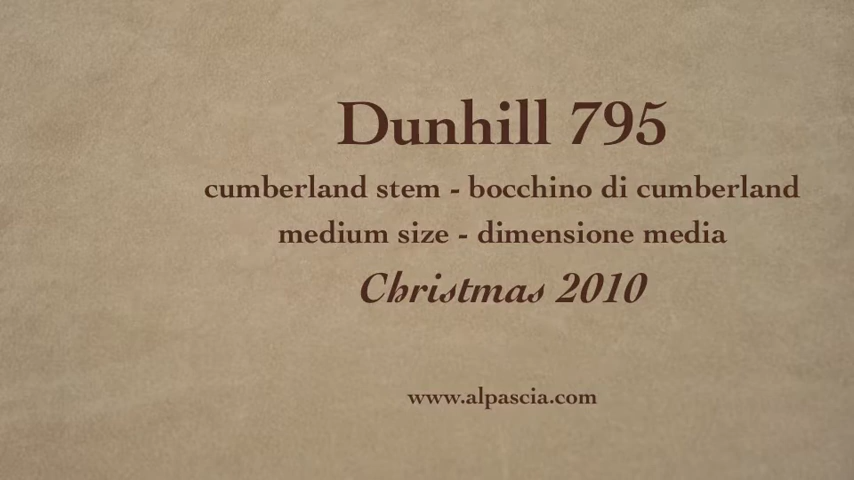 Dunhill 795
cumberland stem - bocchino di cumberland
medium size - dimensione media
Christmas 2010
www.alpascia.com